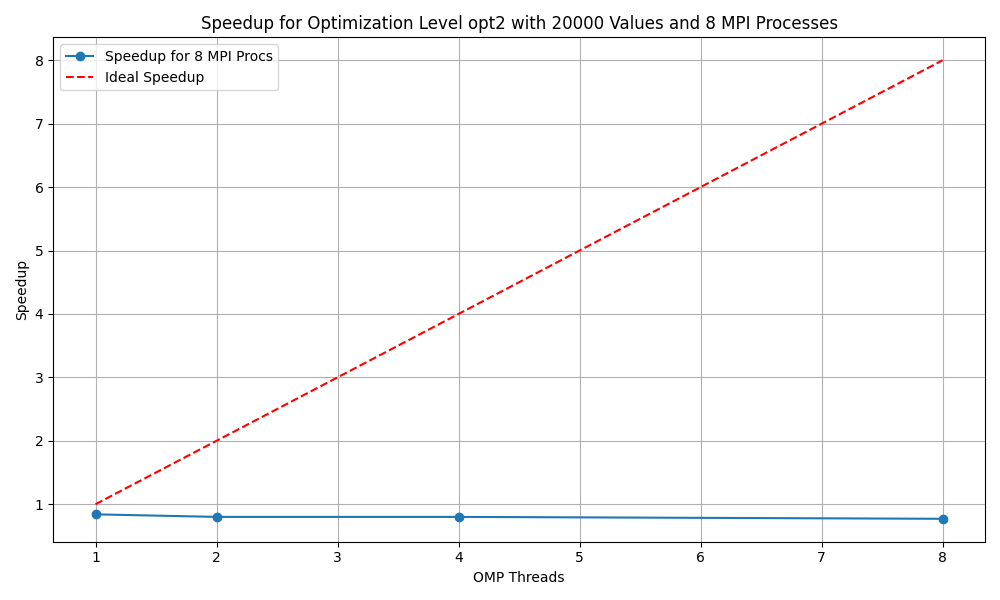 Speedup for Optimization Level opt2 with 20000 Values and 8 MPI Processes
Speedup for 8 MPI Procs
Ideal Speedup
Speedup
8
7
6
5
4
3
2
1
1 2 3 4 5 6 7 8
OMP Threads